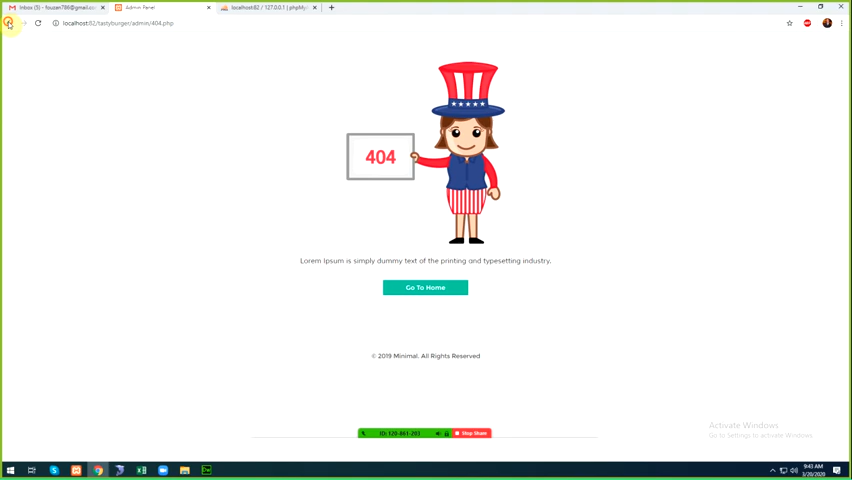 Inbox (5) - fouzan786@gmail.com
Admin Panel
localhost:82 / 127.0.0.1 | phpMy
localhost:82/tastyburger/admin/404.php
404
Lorem Ipsum is simply dummy text of the printing and typesetting industry.
Go To Home
© 2019 Minimal. All Rights Reserved
Activate Windows
Go to Settings to activate Windows.
ID: 120-861-203
Stop Share
9:43 AM
3/20/2020